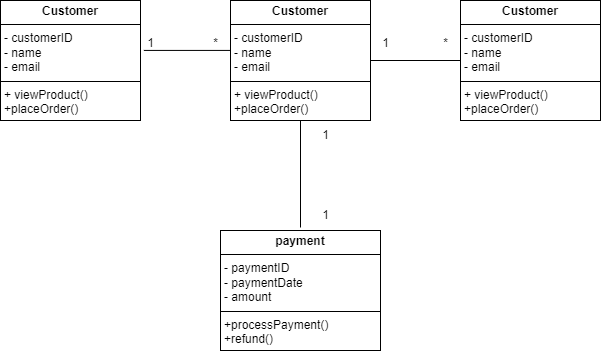 Customer
- customerID
- name
- email
+ viewProduct()
+placeOrder()
1
*
Customer
- customerID
- name
- email
+ viewProduct()
+placeOrder()
1
*
Customer
- customerID
- name
- email
+ viewProduct()
+placeOrder()
1
1
payment
- paymentID
- paymentDate
- amount
+processPayment()
+refund()